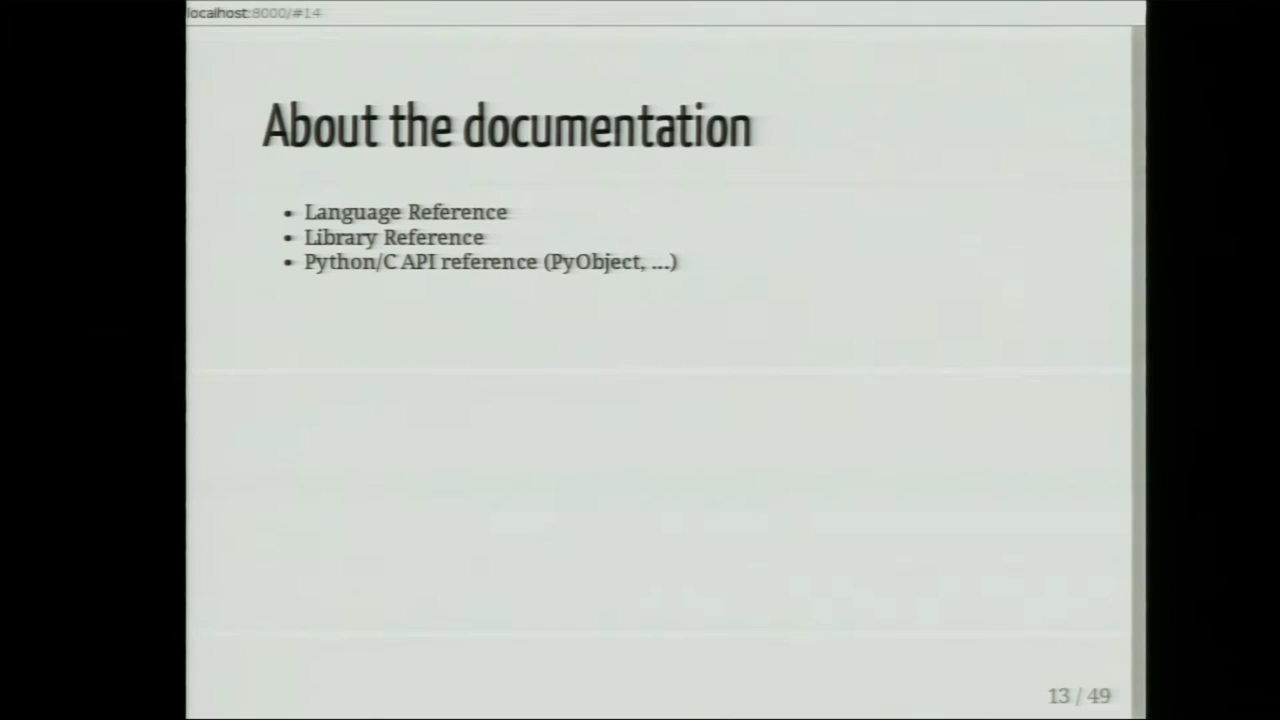 localhost:8000/#14
About the documentation
• Language Reference
• Library Reference
• Python/C API reference (PyObject, ...)
13 / 49